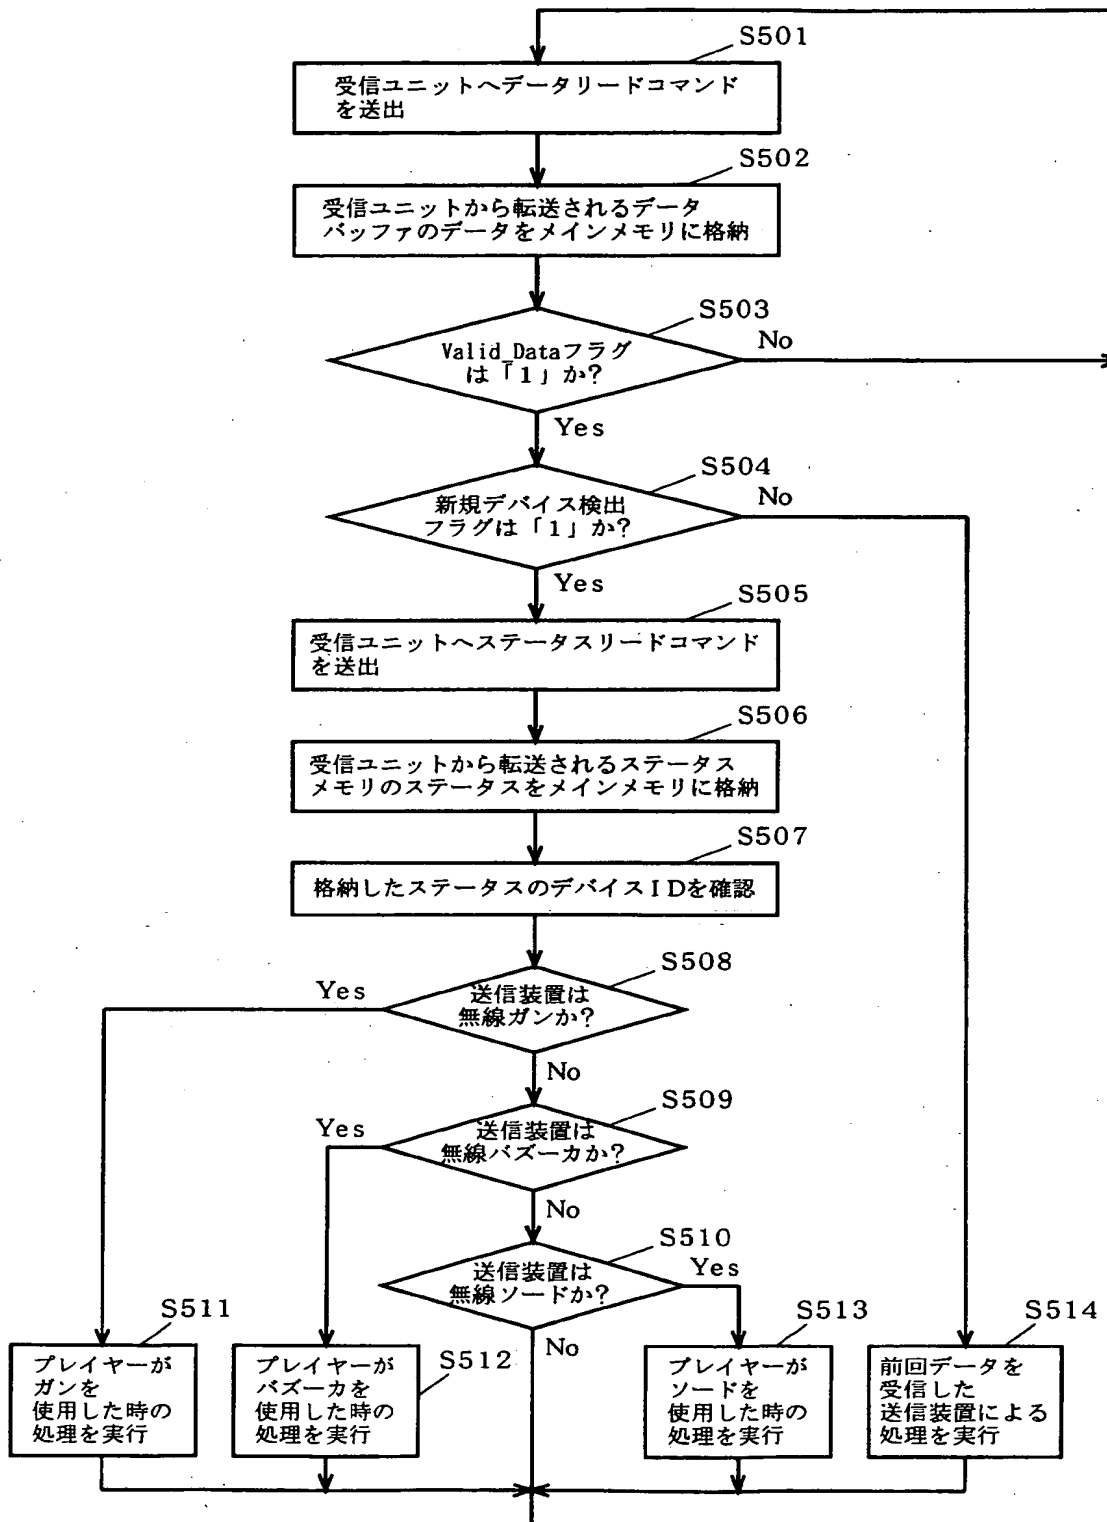 S501
受信ユニットへデータリードコマンド
を送出
S502
受信ユニットから転送されるデータ
バッファのデータをメインメモリに格納
S503
Valid_Dataフラグ
は「1」か?
No
Yes
S504
新規デバイス検出
フラグは「1」か?
No
Yes
S505
受信ユニットへステータスリードコマンド
を送出
S506
受信ユニットから転送されるステータス
メモリのステータスをメインメモリに格納
S507
格納したステータスのデバイスIDを確認
S508
送信装置は
無線ガンか?
Yes
No
S509
送信装置は
無線バズーカか?
Yes
No
S510
送信装置は
無線ソードか?
Yes
No
S511
プレイヤーが
ガンを
使用した時の
処理を実行
S512
プレイヤーが
バズーカを
使用した時の
処理を実行
S513
プレイヤーが
ソードを
使用した時の
処理を実行
S514
前回データを
受信した
送信装置による
処理を実行